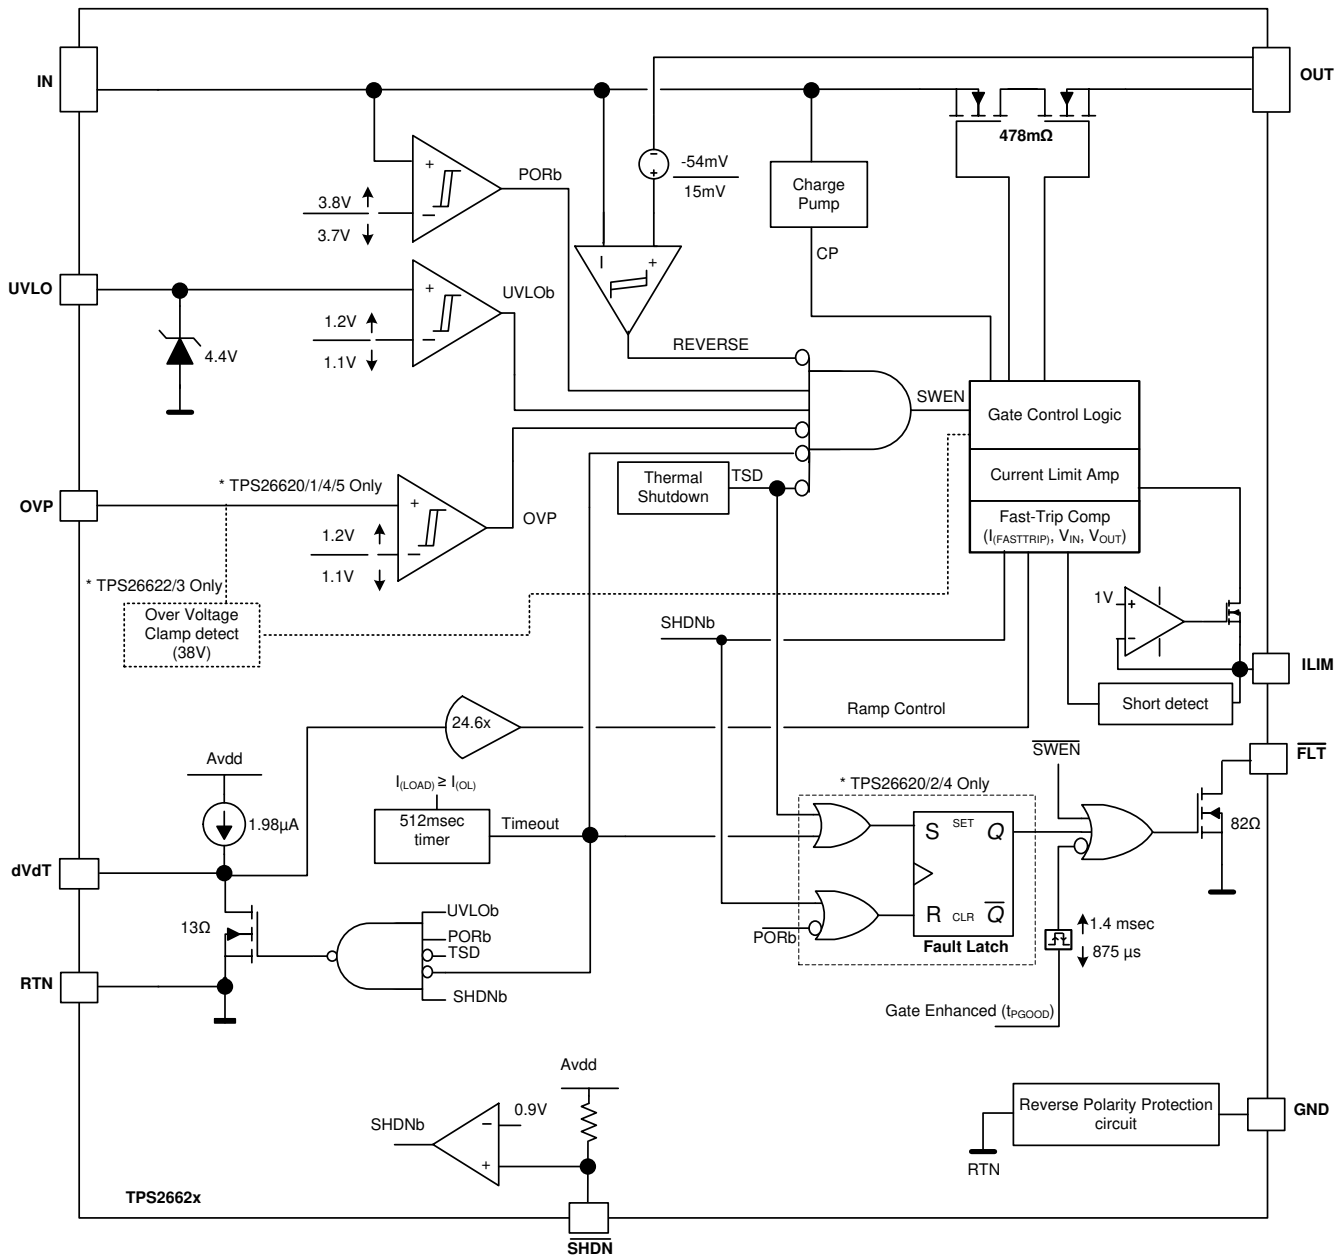 IN
OUT
478mΩ
-54mV
15mV
PORb
Charge
Pump
+
3.8V
3.7V
−
CP
UVLO
UVLOb
1.2V
1.1V
4.4V
REVERSE
SWEN
Gate Control Logic
Current Limit Amp
Fast-Trip Comp
(I(FASTTRIP), VIN, VOUT)
Thermal
Shutdown
TSD
* TPS26620/1/4/5 Only
OVP
OVP
1.2V
1.1V
* TPS26622/3 Only
Over Voltage
Clamp detect
(38V)
1V
SHDNb
ILIM
Short detect
24.6x
Ramp Control
Avdd
1.98µA
I(LOAD) ≥ I(OL)
512msec
timer
Timeout
* TPS26620/2/4 Only
S SET Q
R CLR Q̅
Fault Latch
PORb
S̅W̅E̅N̅
F̅L̅T̅
82Ω
1.4 msec
875 µs
Gate Enhanced (tPGOOD)
dVdT
13Ω
UVLOb
PORb
TSD
SHDNb
RTN
Avdd
0.9V
SHDNb
−
+
Reverse Polarity Protection
circuit
GND
RTN
TPS2662x
S̅H̅D̅N̅